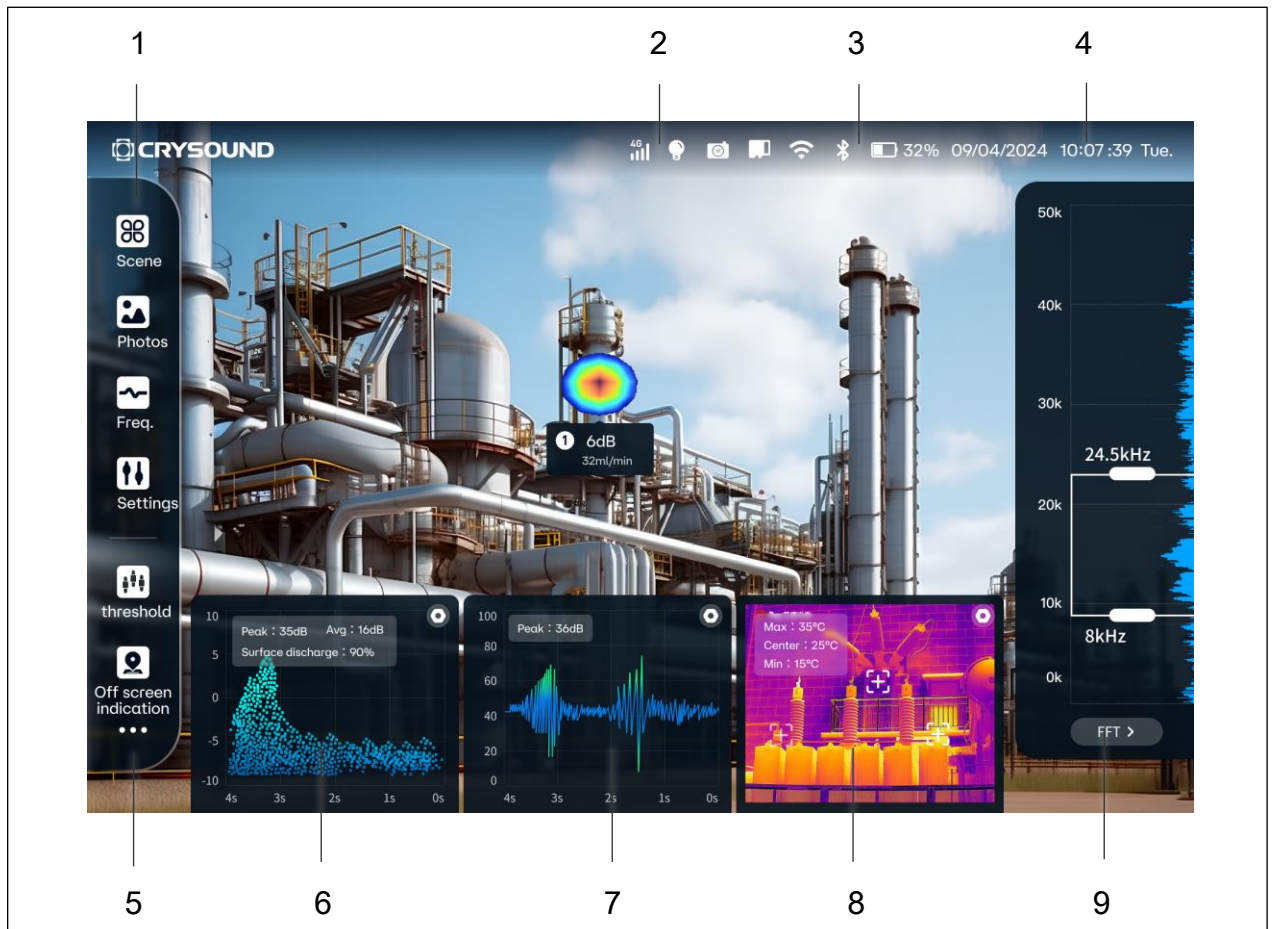 1
2
3
4
CRYSOUND
4G
32% 09/04/2024 10:07:39 Tue.
Scene
Photos
Freq.
Settings
threshold
Off screen
indication
1 6dB
32ml/min
50k
40k
30k
24.5kHz
20k
10k
8kHz
0k
FFT >
10
5
0
-5
-10
Peak：35dB Avg：16dB
Surface discharge：90%
4s 3s 2s 1s 0s
100
80
60
40
20
0
Peak：36dB
4s 3s 2s 1s 0s
Max：35°C
Center：25°C
Min：15°C
5
6
7
8
9